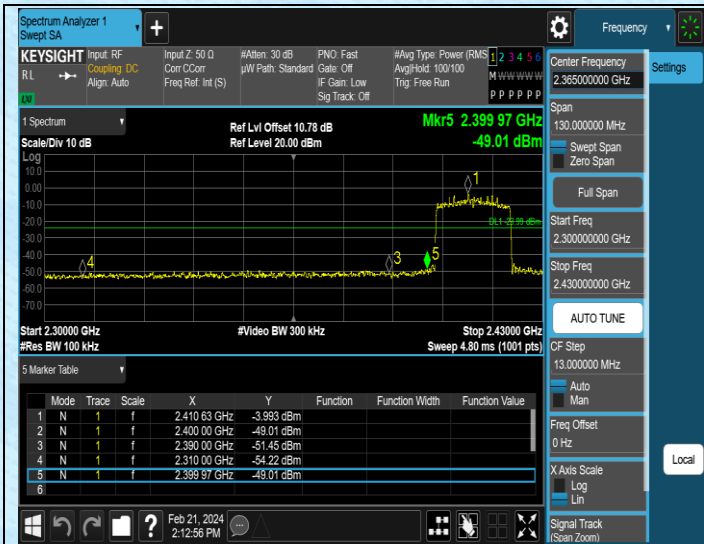 Spectrum Analyzer 1
Swept SA
+
Frequency
KEYSIGHT
RL
LXI
Input: RF
Coupling: DC
Align: Auto
Input Z: 50 Ω
Corr CCorr
Freq Ref: Int (S)
#Atten: 30 dB
µW Path: Standard
PNO: Fast
Gate: Off
IF Gain: Low
Sig Track: Off
#Avg Type: Power (RMS
Avg|Hold: 100/100
Trig: Free Run
1 2 3 4 5 6
M W W W W W
P P P P P P
1 Spectrum
Scale/Div 10 dB
Ref Lvl Offset 10.78 dB
Ref Level 20.00 dBm
Mkr5 2.399 97 GHz
-49.01 dBm
Log
10.0
0.00
-10.0
-20.0
-30.0
-40.0
-50.0
-60.0
-70.0
1
DL1 -23.99 dBm
4
3
5
Start 2.30000 GHz
#Video BW 300 kHz
Stop 2.43000 GHz
#Res BW 100 kHz
Sweep 4.80 ms (1001 pts)
5 Marker Table
Mode Trace Scale X Y Function Function Width Function Value
1 N 1 f 2.410 63 GHz -3.993 dBm
2 N 1 f 2.400 00 GHz -49.01 dBm
3 N 1 f 2.390 00 GHz -51.45 dBm
4 N 1 f 2.310 00 GHz -54.22 dBm
5 N 1 f 2.399 97 GHz -49.01 dBm
6
?
Feb 21, 2024
2:12:56 PM
Center Frequency
2.365000000 GHz
Span
130.000000 MHz
Swept Span
Zero Span
Full Span
Start Freq
2.300000000 GHz
Stop Freq
2.430000000 GHz
AUTO TUNE
CF Step
13.000000 MHz
Auto
Man
Freq Offset
0 Hz
X Axis Scale
Log
Lin
Signal Track
(Span Zoom)
Settings
Local